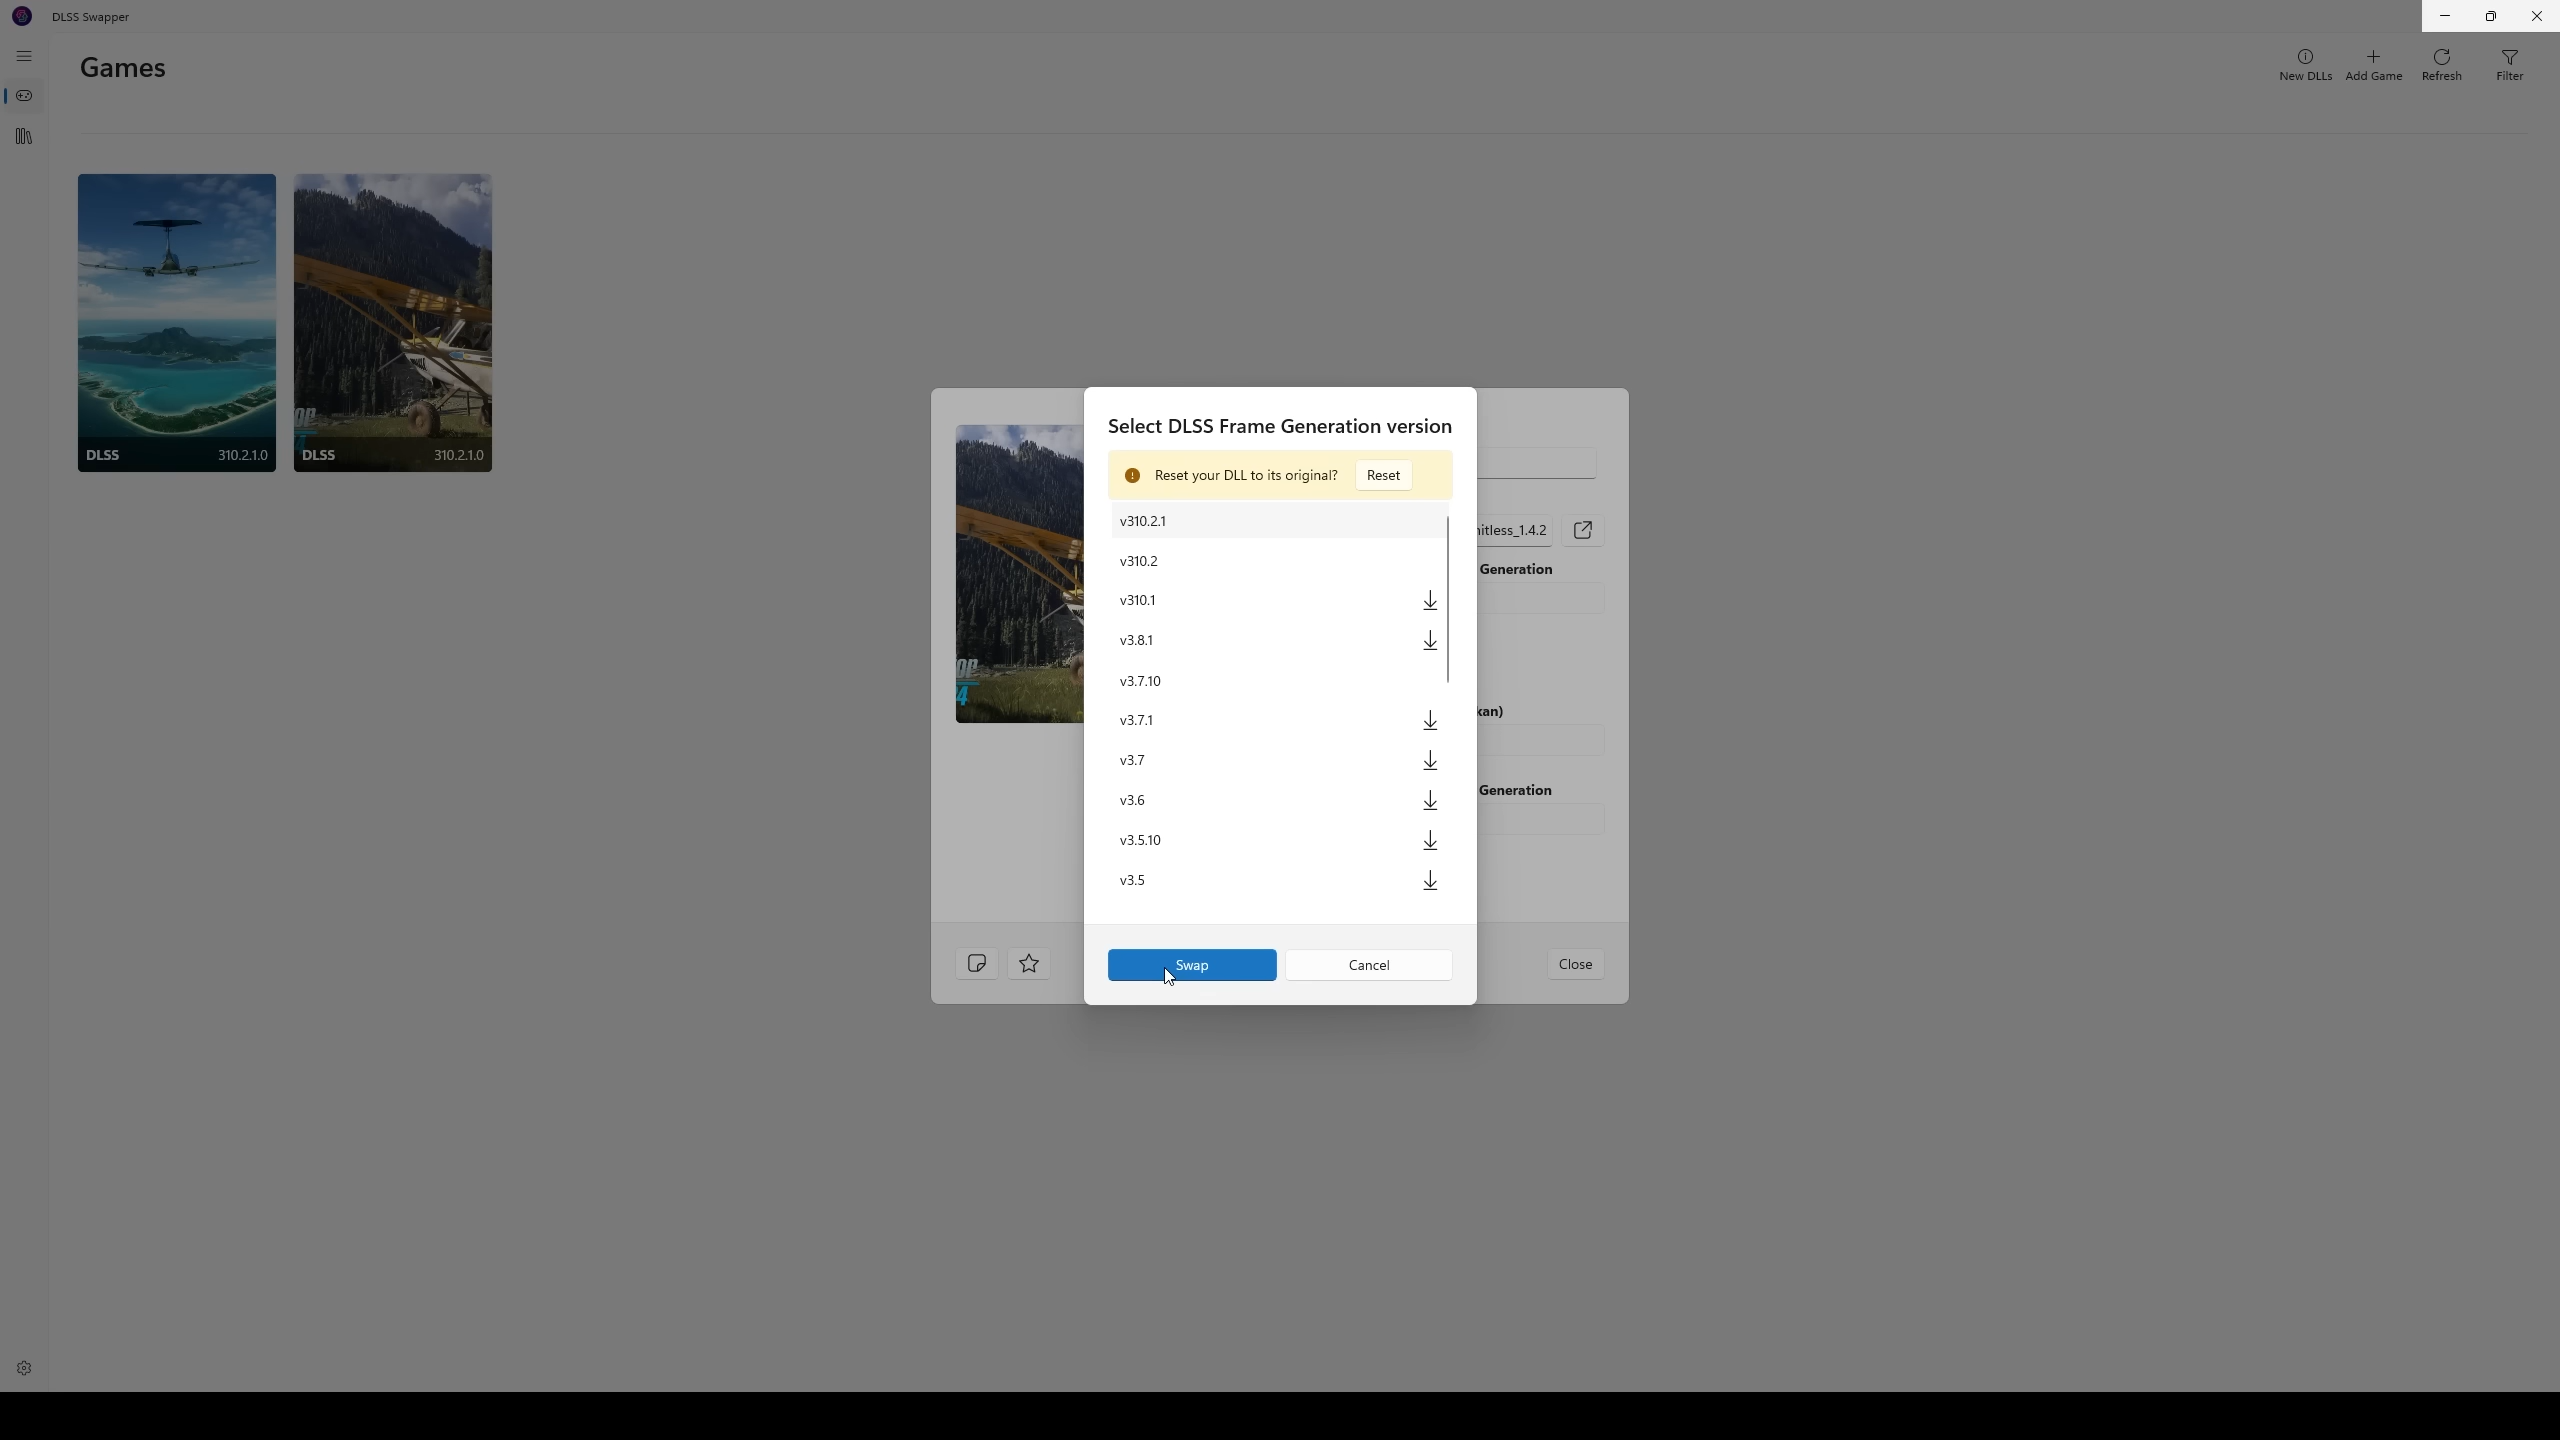 DLSS Swapper
Games
New DLLs
Add Game
Refresh
Filter
DLSS 310.2.1.0
DLSS 310.2.1.0
Select DLSS Frame Generation version
Reset your DLL to its original?
Reset
v310.2.1
v310.2
v310.1
v3.8.1
v3.7.10
v3.7.1
v3.7
v3.6
v3.5.10
v3.5
Swap
Cancel
itless_1.4.2
Generation
kan)
Generation
Close